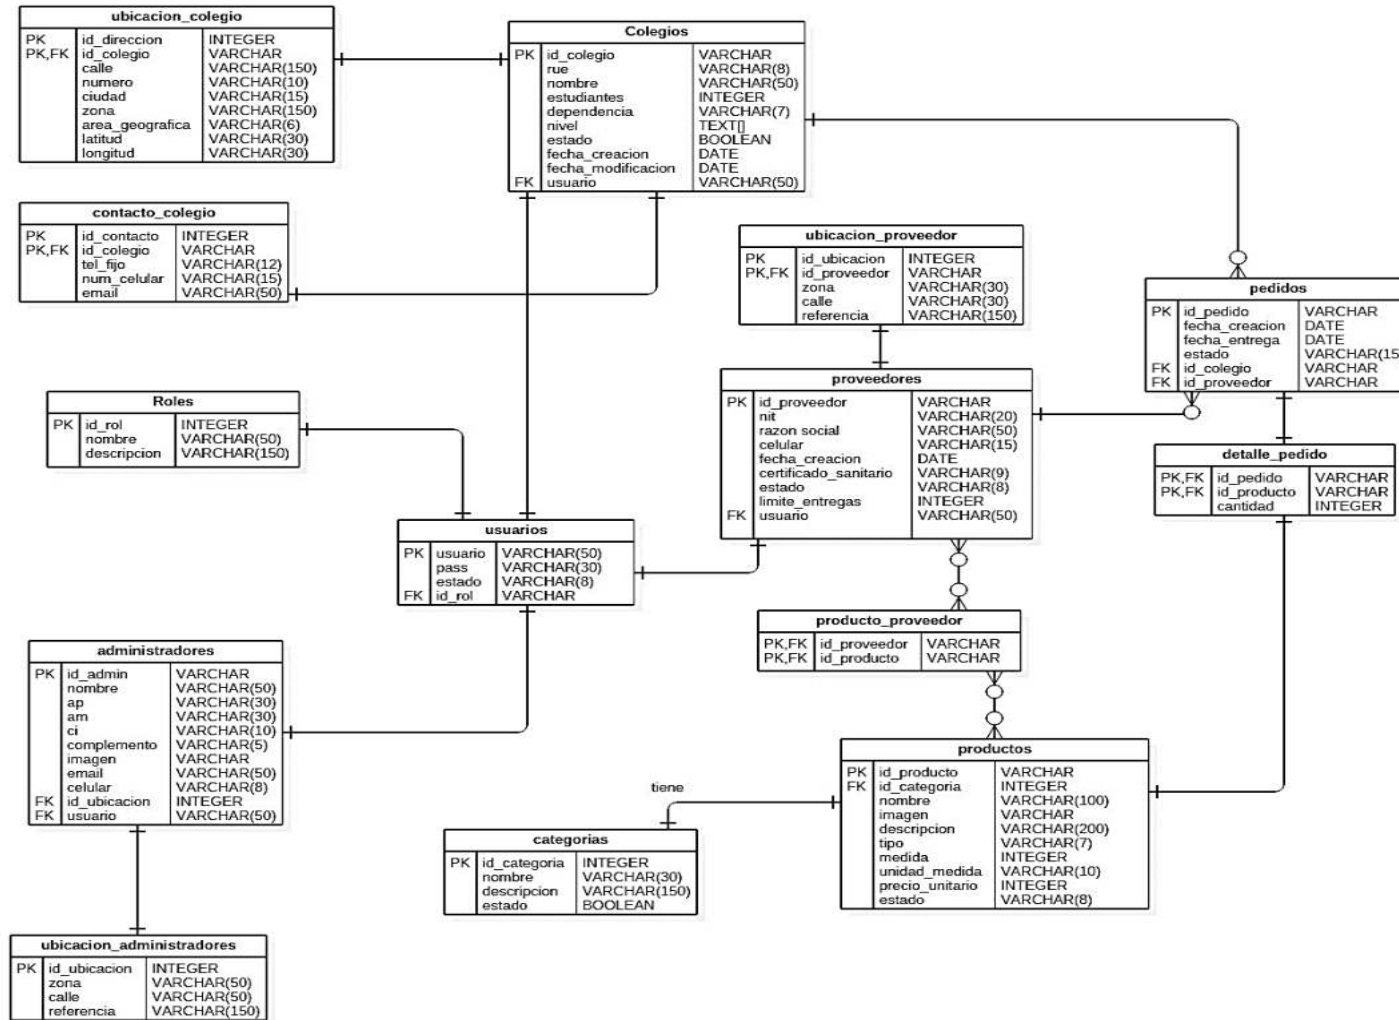 ubicacion_colegio
PK id_direccion INTEGER
PK,FK id_colegio VARCHAR
calle VARCHAR(150)
numero VARCHAR(10)
ciudad VARCHAR(15)
zona VARCHAR(150)
area_geografica VARCHAR(6)
latitud VARCHAR(30)
longitud VARCHAR(30)
Colegios
PK id_colegio VARCHAR
rue VARCHAR(8)
nombre VARCHAR(50)
estudiantes INTEGER
dependencia VARCHAR(7)
nivel TEXT[]
estado BOOLEAN
fecha_creacion DATE
fecha_modificacion DATE
FK usuario VARCHAR(50)
contacto_colegio
PK id_contacto INTEGER
PK,FK id_colegio VARCHAR
tel_fijo VARCHAR(12)
num_celular VARCHAR(15)
email VARCHAR(50)
ubicacion_proveedor
PK id_ubicacion INTEGER
PK,FK id_proveedor VARCHAR
zona VARCHAR(30)
calle VARCHAR(30)
referencia VARCHAR(150)
pedidos
PK id_pedido VARCHAR
fecha_creacion DATE
fecha_entrega DATE
estado VARCHAR(15
FK id_colegio VARCHAR
FK id_proveedor VARCHAR
Roles
PK id_rol INTEGER
nombre VARCHAR(50)
descripcion VARCHAR(150)
proveedores
PK id_proveedor VARCHAR
nit VARCHAR(20)
razon social VARCHAR(50)
celular VARCHAR(15)
fecha_creacion DATE
certificado_sanitario VARCHAR(9)
estado VARCHAR(8)
limite_entregas INTEGER
FK usuario VARCHAR(50)
detalle_pedido
PK,FK id_pedido VARCHAR
PK,FK id_producto VARCHAR
cantidad INTEGER
usuarios
PK usuario VARCHAR(50)
pass VARCHAR(30)
estado VARCHAR(8)
FK id_rol VARCHAR
producto_proveedor
PK,FK id_proveedor VARCHAR
PK,FK id_producto VARCHAR
administradores
PK id_admin VARCHAR
nombre VARCHAR(50)
ap VARCHAR(30)
am VARCHAR(30)
ci VARCHAR(10)
complemento VARCHAR(5)
imagen VARCHAR
email VARCHAR(50)
celular VARCHAR(8)
FK id_ubicacion INTEGER
FK usuario VARCHAR(50)
productos
PK id_producto VARCHAR
FK id_categoria INTEGER
nombre VARCHAR(100)
imagen VARCHAR
descripcion VARCHAR(200)
tipo VARCHAR(7)
medida INTEGER
unidad_medida VARCHAR(10)
precio_unitario INTEGER
estado VARCHAR(8)
tiene
categorias
PK id_categoria INTEGER
nombre VARCHAR(30)
descripcion VARCHAR(150)
estado BOOLEAN
ubicacion_administradores
PK id_ubicacion INTEGER
zona VARCHAR(50)
calle VARCHAR(50)
referencia VARCHAR(150)